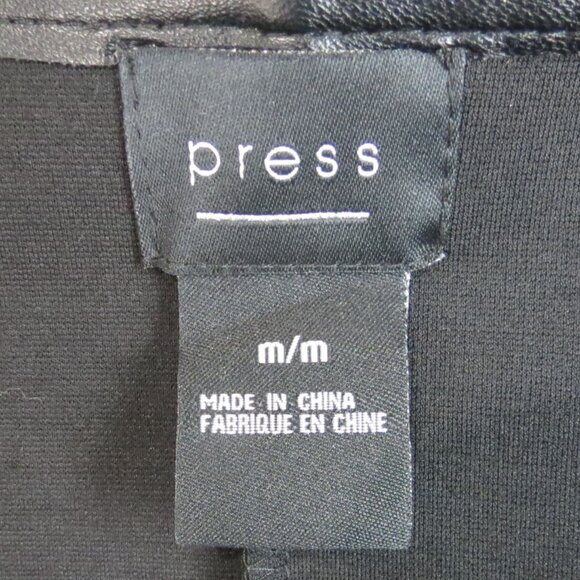 press
m/m
MADE IN CHINA
FABRIQUE EN CHINE